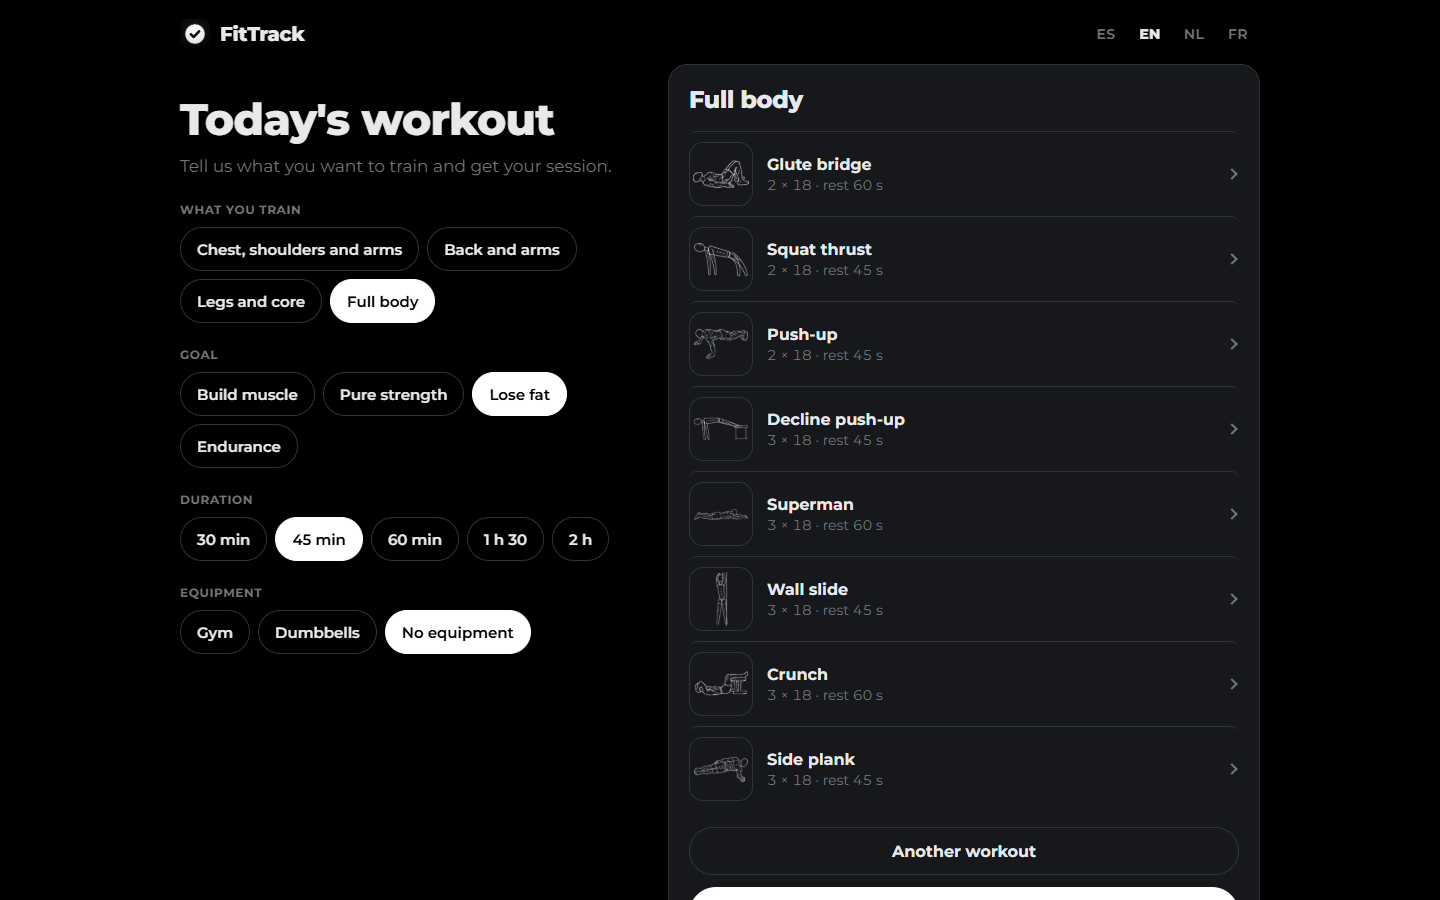 FitTrack
ES EN NL FR
Today's workout
Tell us what you want to train and get your session.
WHAT YOU TRAIN
Chest, shoulders and arms
Back and arms
Legs and core
Full body
GOAL
Build muscle
Pure strength
Lose fat
Endurance
DURATION
30 min
45 min
60 min
1 h 30
2 h
EQUIPMENT
Gym
Dumbbells
No equipment
Full body
Glute bridge
2 × 18 · rest 60 s
Squat thrust
2 × 18 · rest 45 s
Push-up
2 × 18 · rest 45 s
Decline push-up
3 × 18 · rest 45 s
Superman
3 × 18 · rest 60 s
Wall slide
3 × 18 · rest 45 s
Crunch
3 × 18 · rest 60 s
Side plank
3 × 18 · rest 45 s
Another workout